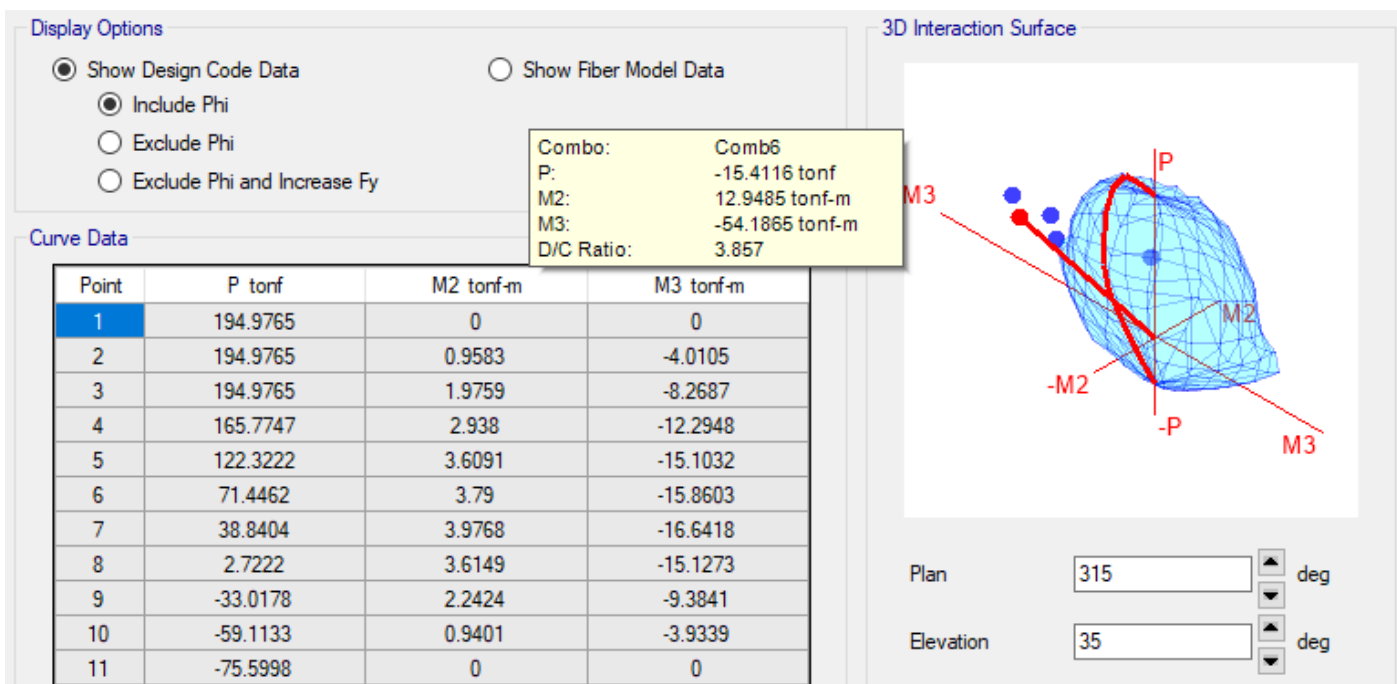 Display Options
Show Design Code Data
Show Fiber Model Data
Include Phi
Exclude Phi
Exclude Phi and Increase Fy
Combo: Comb6
P: -15.4116 tonf
M2: 12.9485 tonf-m
M3: -54.1865 tonf-m
D/C Ratio: 3.857
Curve Data
Point P tonf M2 tonf-m M3 tonf-m
1 194.9765 0 0
2 194.9765 0.9583 -4.0105
3 194.9765 1.9759 -8.2687
4 165.7747 2.938 -12.2948
5 122.3222 3.6091 -15.1032
6 71.4462 3.79 -15.8603
7 38.8404 3.9768 -16.6418
8 2.7222 3.6149 -15.1273
9 -33.0178 2.2424 -9.3841
10 -59.1133 0.9401 -3.9339
11 -75.5998 0 0
3D Interaction Surface
P
M3
M2
-M2
-P
M3
Plan 315 deg
Elevation 35 deg